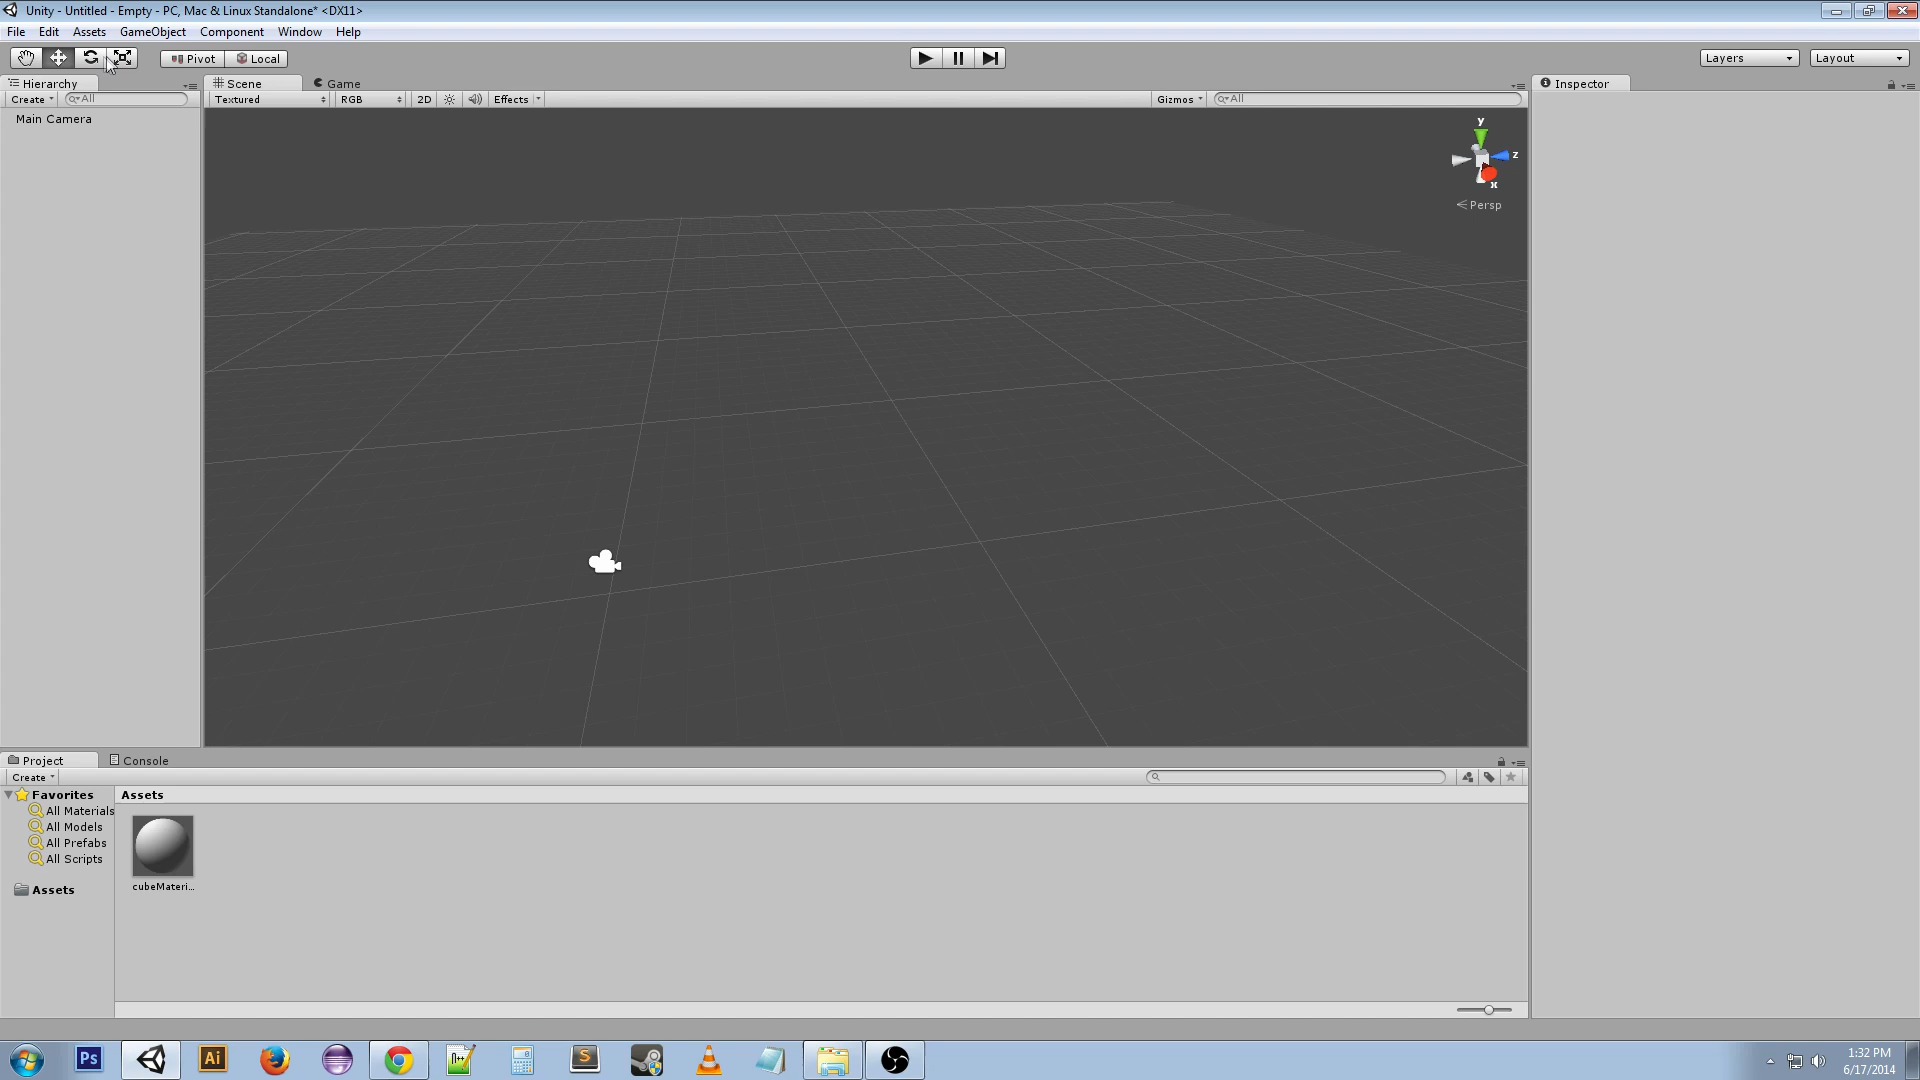 Unity - Untitled - Empty - PC, Mac & Linux Standalone* <DX11>
File Edit Assets GameObject Component Window Help
Pivot Local Layers Layout
Hierarchy
Create All
Main Camera
Scene Game
Textured RGB 2D Effects Gizmos All
y
z
x
Persp
Inspector
Project Console
Create
Favorites
All Materials
All Models
All Prefabs
All Scripts
Assets
Assets
cubeMateri...
Ps
Ai
S
1:32 PM
6/17/2014